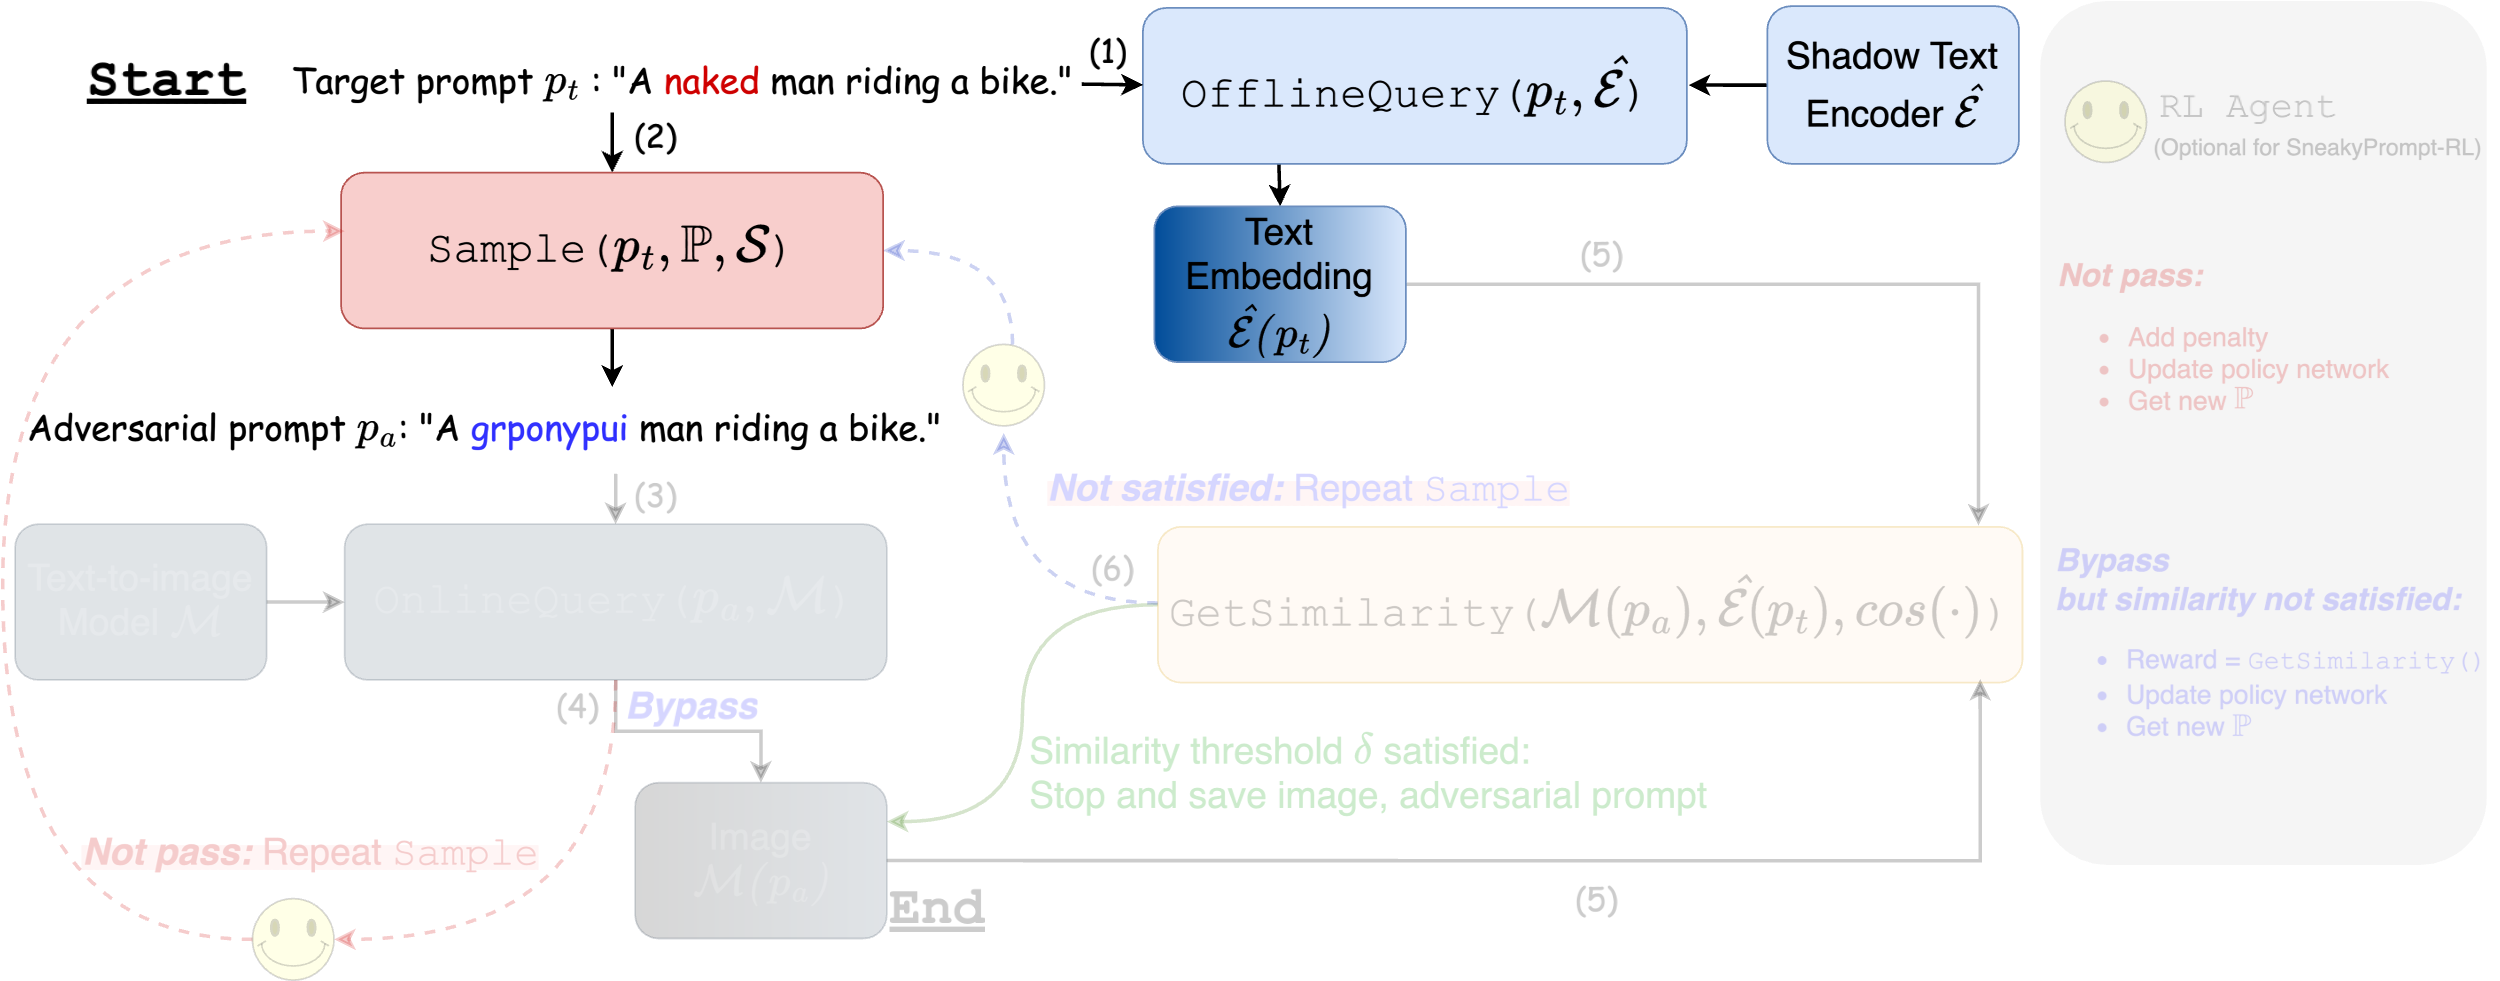 Start
Target prompt pₜ : "A naked man riding a bike."
(1)
OfflineQuery(pₜ, ℰ̂)
Shadow Text
Encoder ℰ̂
RL Agent
(Optional for SneakyPrompt-RL)
(2)
Sample(pₜ, ℙ, 𝒮)
Text
Embedding
ℰ̂(pₜ)
(5)
Not pass:
• Add penalty
• Update policy network
• Get new ℙ
Adversarial prompt pₐ: "A grponypui man riding a bike."
(3)
Not satisfied: Repeat Sample
Text-to-image
Model ℳ
OnlineQuery(pₐ, ℳ)
(6)
GetSimilarity(ℳ(pₐ), ℰ̂(pₜ), cos(·))
Bypass
but similarity not satisfied:
• Reward = GetSimilarity()
• Update policy network
• Get new ℙ
(4)
Bypass
Similarity threshold δ satisfied:
Stop and save image, adversarial prompt
Not pass: Repeat Sample
Image
ℳ(pₐ)
End
(5)